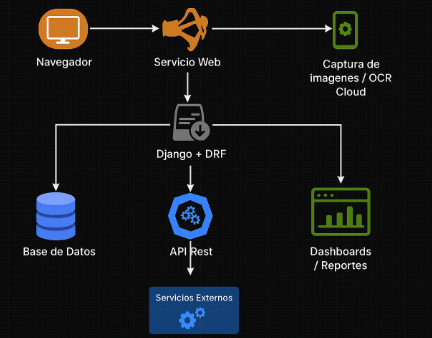 Navegador
Servicio Web
Captura de
imagenes / OCR
Cloud
Django + DRF
Base de Datos
API Rest
Dashboards
/ Reportes
Servicios Externos